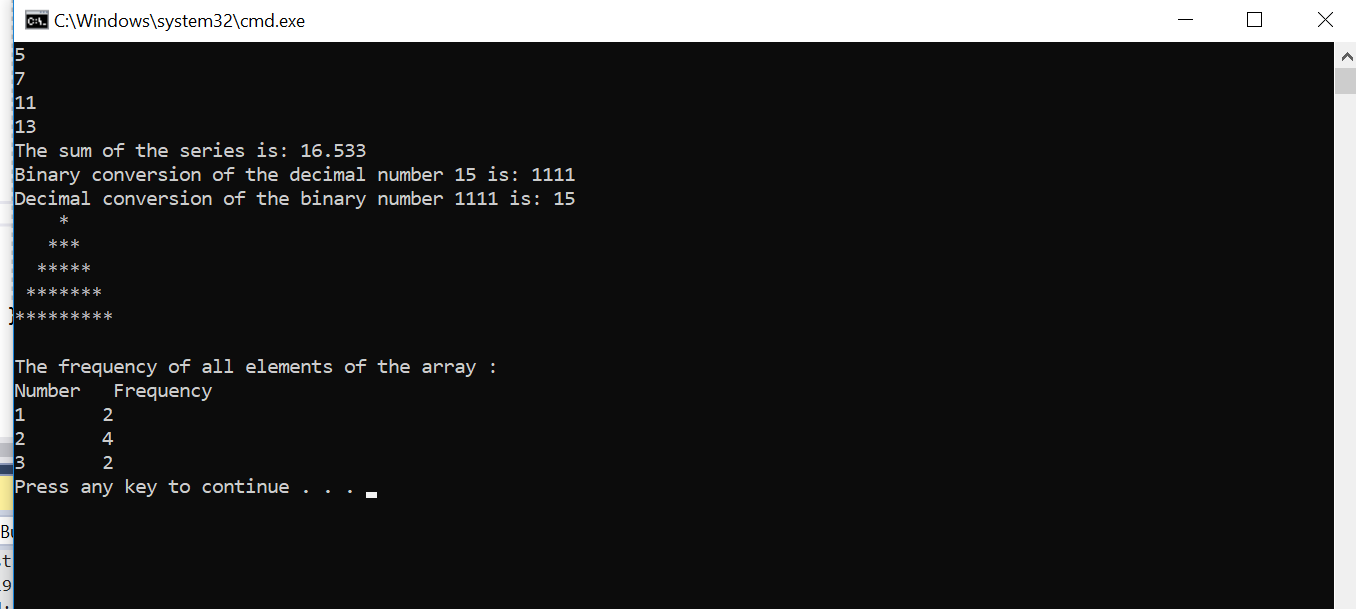 C:\Windows\system32\cmd.exe
5
7
11
13
The sum of the series is: 16.533
Binary conversion of the decimal number 15 is: 1111
Decimal conversion of the binary number 1111 is: 15
    *
   ***
  *****
 *******
*********
The frequency of all elements of the array :
Number   Frequency
1       2
2       4
3       2
Press any key to continue . . .